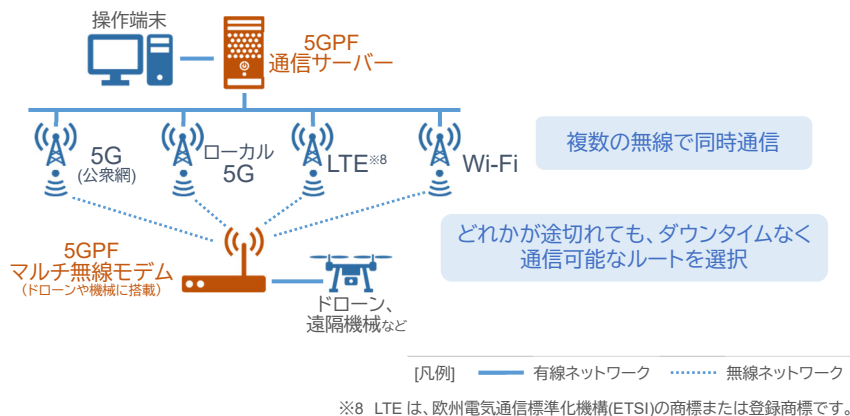 操作端末
5GPF
通信サーバー
5G
(公衆網)
ローカル
5G
LTE※8
Wi-Fi
複数の無線で同時通信
5GPF
マルチ無線モデム
(ドローンや機械に搭載)
ドローン、
遠隔機械など
どれかが途切れても、ダウンタイムなく
通信可能なルートを選択
[凡例] 有線ネットワーク 無線ネットワーク
※8 LTE は、欧州電気通信標準化機構(ETSI)の商標または登録商標です。